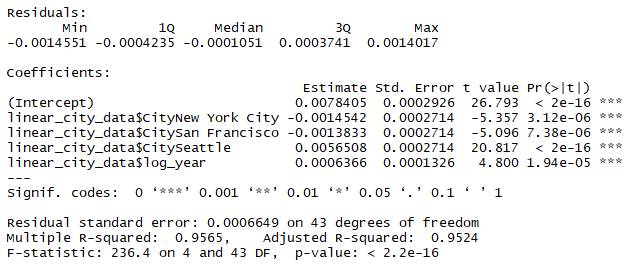 Residuals:
Min 1Q Median 3Q Max
-0.0014551 -0.0004235 -0.0001051 0.0003741 0.0014017
Coefficients:
Estimate Std. Error t value Pr(>|t|)
(Intercept) 0.0078405 0.0002926 26.793 < 2e-16 ***
linear_city_data$CityNew York City -0.0014542 0.0002714 -5.357 3.12e-06 ***
linear_city_data$CitySan Francisco -0.0013833 0.0002714 -5.096 7.38e-06 ***
linear_city_data$CitySeattle 0.0056508 0.0002714 20.817 < 2e-16 ***
linear_city_data$log_year 0.0006366 0.0001326 4.800 1.94e-05 ***
---
Signif. codes: 0 ‘***’ 0.001 ‘**’ 0.01 ‘*’ 0.05 ‘.’ 0.1 ‘ ’ 1
Residual standard error: 0.0006649 on 43 degrees of freedom
Multiple R-squared: 0.9565, Adjusted R-squared: 0.9524
F-statistic: 236.4 on 4 and 43 DF, p-value: < 2.2e-16